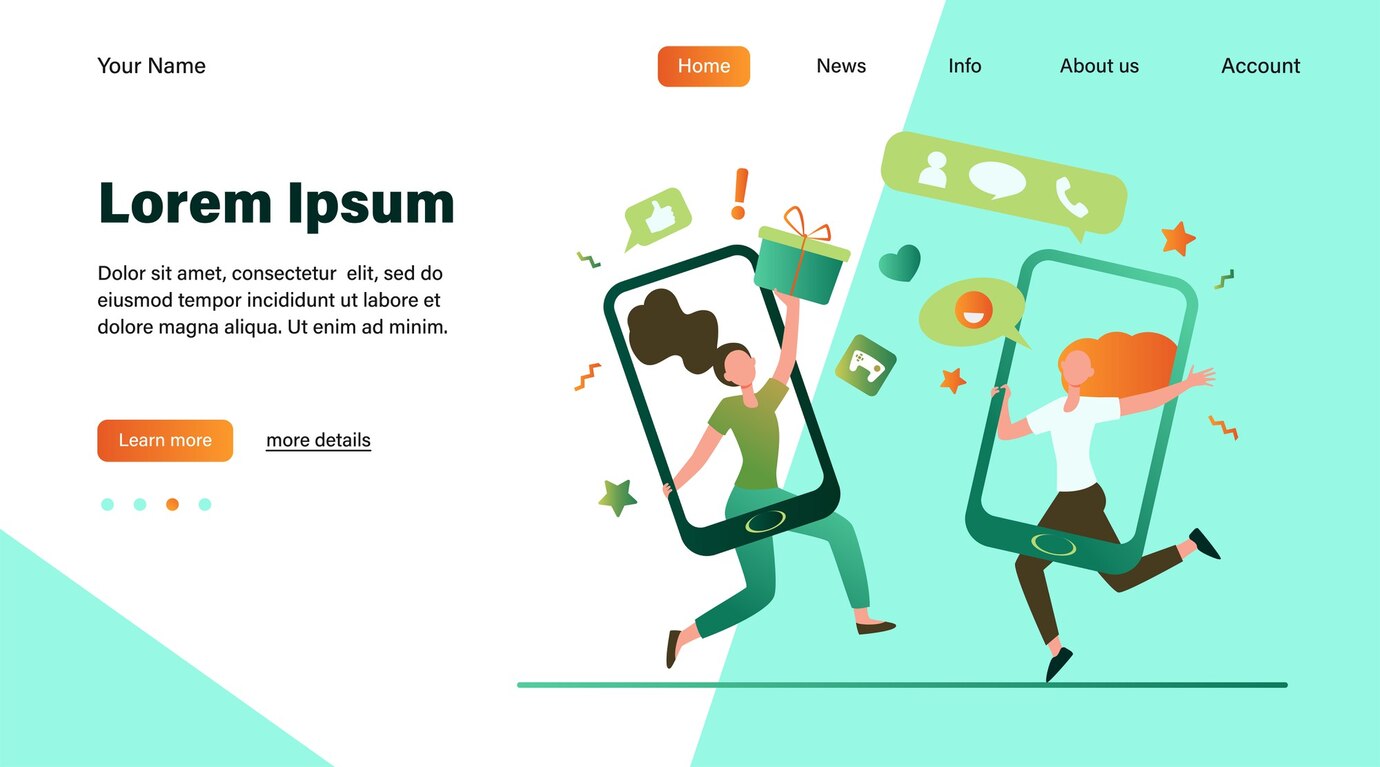 Your Name
Home
News
Info
About us
Account
Lorem Ipsum
Dolor sit amet, consectetur  elit, sed do
eiusmod tempor incididunt ut labore et
dolore magna aliqua. Ut enim ad minim.
Learn more
more details